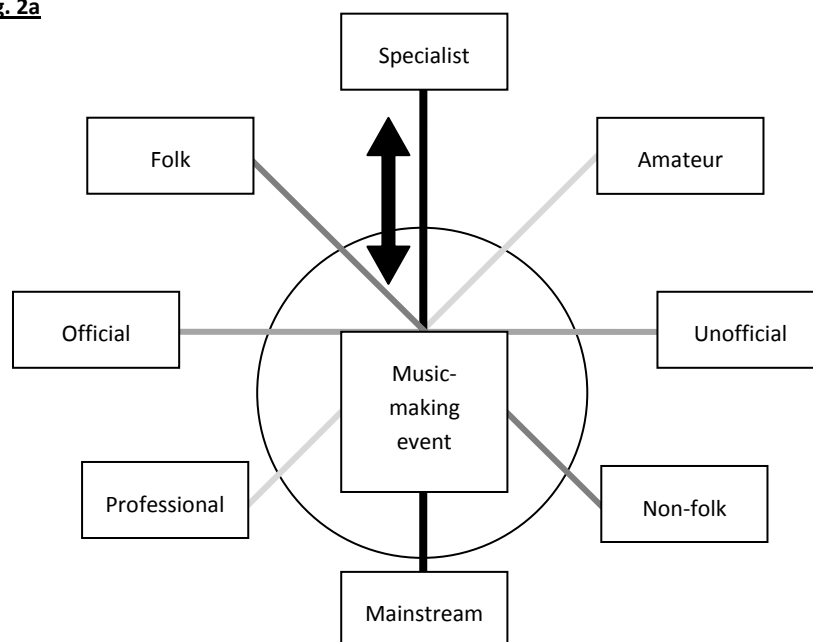 g. 2a
Specialist
Folk
Amateur
Official
Unofficial
Music-
making
event
Professional
Non-folk
Mainstream